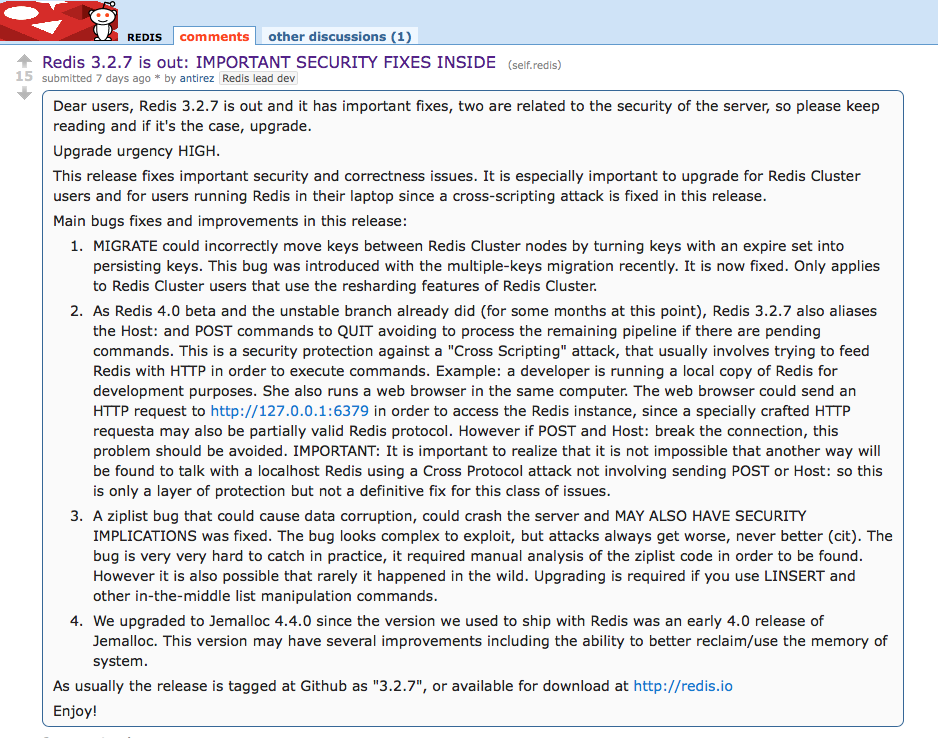 REDIS comments other discussions (1)
Redis 3.2.7 is out: IMPORTANT SECURITY FIXES INSIDE (self.redis)
15 submitted 7 days ago * by antirez Redis lead dev
Dear users, Redis 3.2.7 is out and it has important fixes, two are related to the security of the server, so please keep
reading and if it's the case, upgrade.
Upgrade urgency HIGH.
This release fixes important security and correctness issues. It is especially important to upgrade for Redis Cluster
users and for users running Redis in their laptop since a cross-scripting attack is fixed in this release.
Main bugs fixes and improvements in this release:
1. MIGRATE could incorrectly move keys between Redis Cluster nodes by turning keys with an expire set into
persisting keys. This bug was introduced with the multiple-keys migration recently. It is now fixed. Only applies
to Redis Cluster users that use the resharding features of Redis Cluster.
2. As Redis 4.0 beta and the unstable branch already did (for some months at this point), Redis 3.2.7 also aliases
the Host: and POST commands to QUIT avoiding to process the remaining pipeline if there are pending
commands. This is a security protection against a "Cross Scripting" attack, that usually involves trying to feed
Redis with HTTP in order to execute commands. Example: a developer is running a local copy of Redis for
development purposes. She also runs a web browser in the same computer. The web browser could send an
HTTP request to http://127.0.0.1:6379 in order to access the Redis instance, since a specially crafted HTTP
requesta may also be partially valid Redis protocol. However if POST and Host: break the connection, this
problem should be avoided. IMPORTANT: It is important to realize that it is not impossible that another way will
be found to talk with a localhost Redis using a Cross Protocol attack not involving sending POST or Host: so this
is only a layer of protection but not a definitive fix for this class of issues.
3. A ziplist bug that could cause data corruption, could crash the server and MAY ALSO HAVE SECURITY
IMPLICATIONS was fixed. The bug looks complex to exploit, but attacks always get worse, never better (cit). The
bug is very very hard to catch in practice, it required manual analysis of the ziplist code in order to be found.
However it is also possible that rarely it happened in the wild. Upgrading is required if you use LINSERT and
other in-the-middle list manipulation commands.
4. We upgraded to Jemalloc 4.4.0 since the version we used to ship with Redis was an early 4.0 release of
Jemalloc. This version may have several improvements including the ability to better reclaim/use the memory of
system.
As usually the release is tagged at Github as "3.2.7", or available for download at http://redis.io
Enjoy!